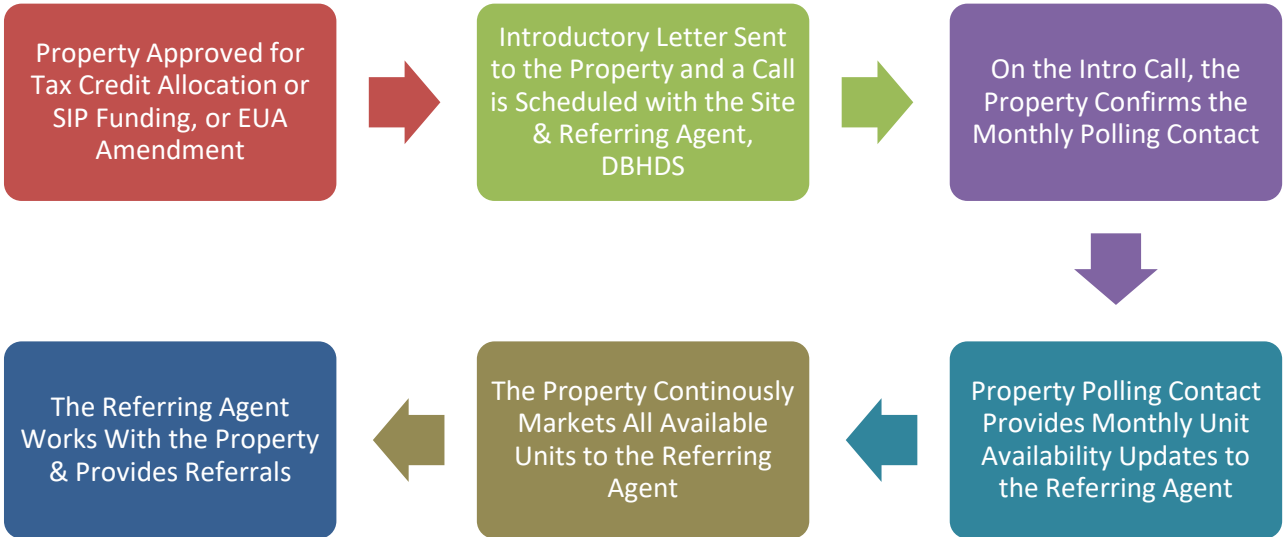 Property Approved for
Tax Credit Allocation or
SIP Funding, or EUA
Amendment
Introductory Letter Sent
to the Property and a Call
is Scheduled with the Site
& Referring Agent,
DBHDS
On the Intro Call, the
Property Confirms the
Monthly Polling Contact
Property Polling Contact
Provides Monthly Unit
Availability Updates to
the Referring Agent
The Property Continously
Markets All Available
Units to the Referring
Agent
The Referring Agent
Works With the Property
& Provides Referrals